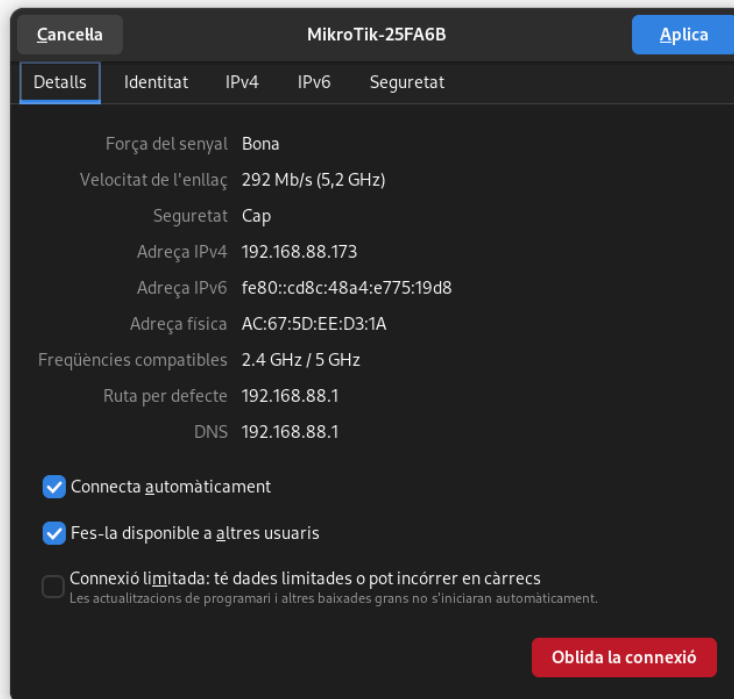 Cancel·la
MikroTik-25FA6B
Aplica
Detalls
Identitat
IPv4
IPv6
Seguretat
Força del senyal Bona
Velocitat de l'enllaç 292 Mb/s (5,2 GHz)
Seguretat Cap
Adreça IPv4 192.168.88.173
Adreça IPv6 fe80::cd8c:48a4:e775:19d8
Adreça física AC:67:5D:EE:D3:1A
Freqüències compatibles 2.4 GHz / 5 GHz
Ruta per defecte 192.168.88.1
DNS 192.168.88.1
Connecta automàticament
Fes-la disponible a altres usuaris
Connexió limitada: té dades limitades o pot incórrer en càrrecs
Les actualitzacions de programari i altres baixades grans no s'iniciaran automàticament.
Oblida la connexió